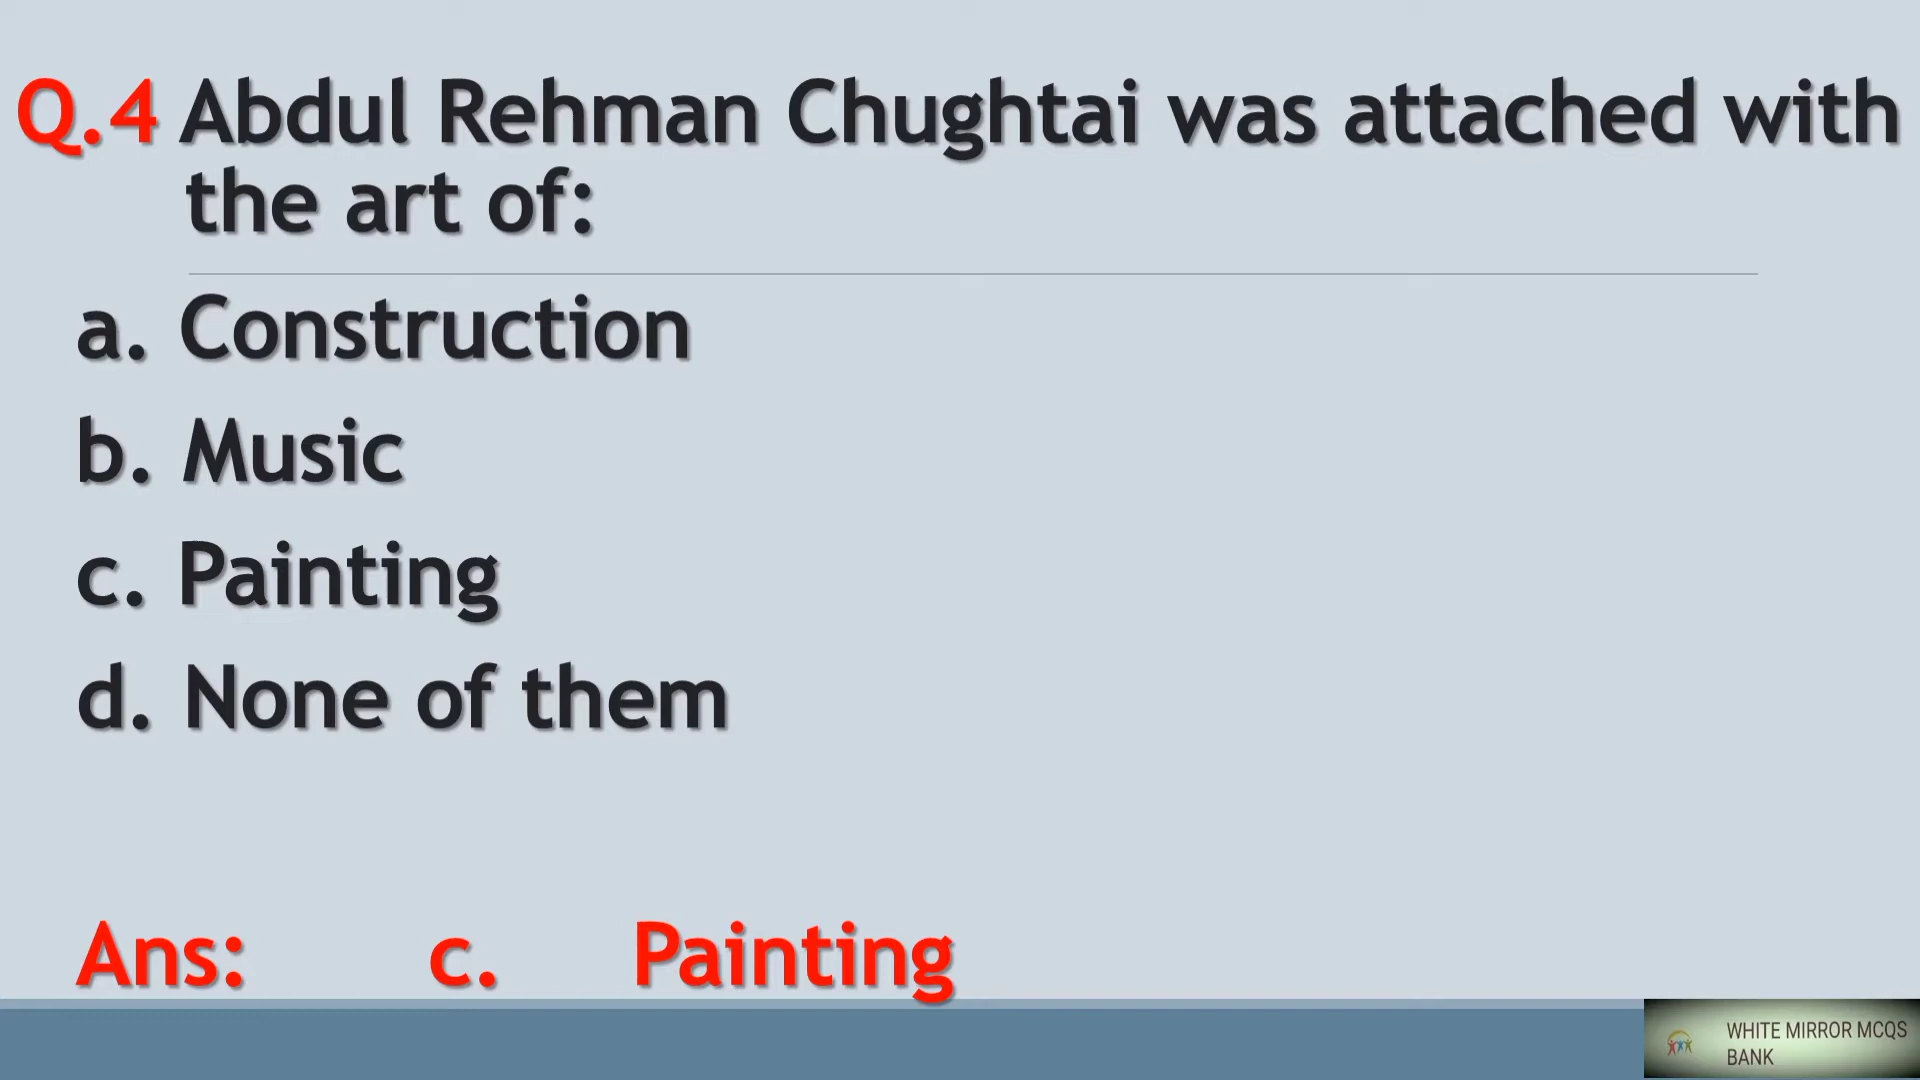 Q.4 Abdul Rehman Chughtai was attached with
the art of:
a. Construction
b. Music
c. Painting
d. None of them
Ans: c. Painting
WHITE MIRROR MCQS
BANK